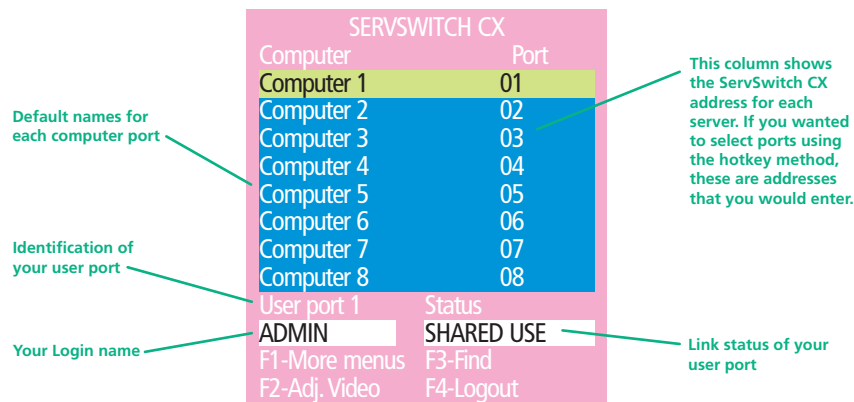 SERVSWITCH CX
Computer Port
Computer 1 01
Computer 2 02
Computer 3 03
Computer 4 04
Computer 5 05
Computer 6 06
Computer 7 07
Computer 8 08
User port 1 Status
ADMIN SHARED USE
F1-More menus F3-Find
F2-Adj. Video F4-Logout
Default names for
each computer port
Identification of
your user port
Your Login name
This column shows
the ServSwitch CX
address for each
server. If you wanted
to select ports using
the hotkey method,
these are addresses
that you would enter.
Link status of your
user port